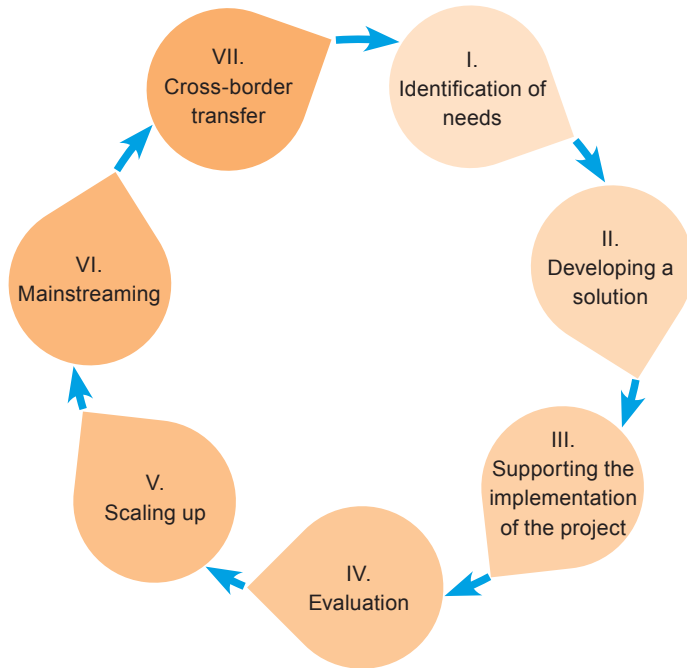 I.
Identification of
needs
II.
Developing a
solution
III.
Supporting the
implementation
of the project
IV.
Evaluation
V.
Scaling up
VI.
Mainstreaming
VII.
Cross-border
transfer